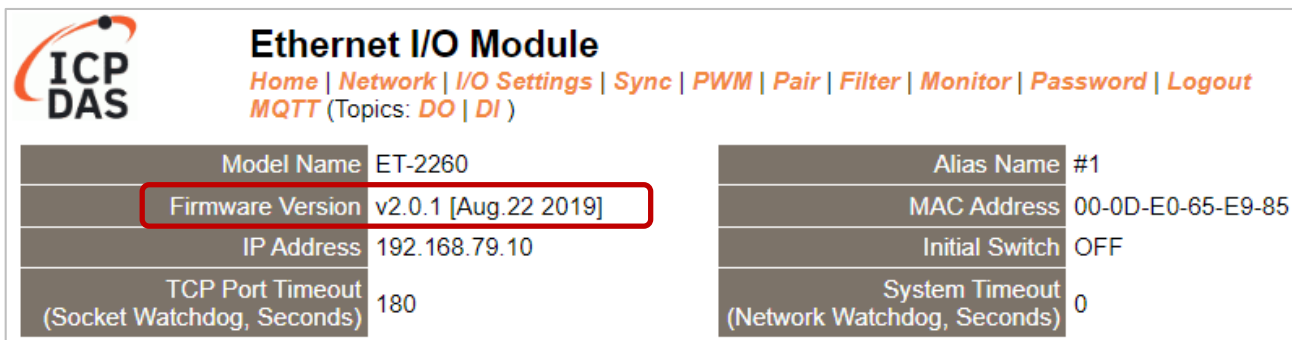 ICP
DAS
Ethernet I/O Module
Home | Network | I/O Settings | Sync | PWM | Pair | Filter | Monitor | Password | Logout
MQTT (Topics: DO | DI )
Model Name ET-2260 Alias Name #1
Firmware Version v2.0.1 [Aug.22 2019] MAC Address 00-0D-E0-65-E9-85
IP Address 192.168.79.10 Initial Switch OFF
TCP Port Timeout
(Socket Watchdog, Seconds) 180
System Timeout
(Network Watchdog, Seconds) 0